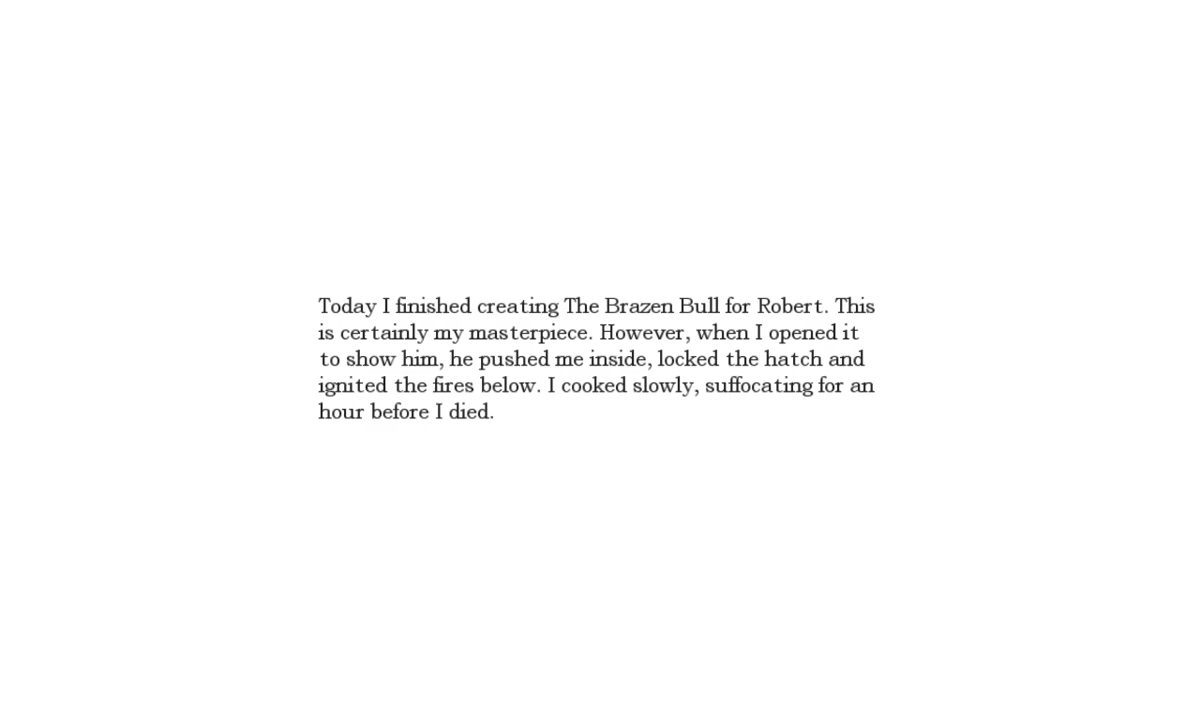 Today I finished creating The Brazen Bull for Robert. This
is certainly my masterpiece. However, when I opened it
to show him, he pushed me inside, locked the hatch and
ignited the fires below. I cooked slowly, suffocating for an
hour before I died.